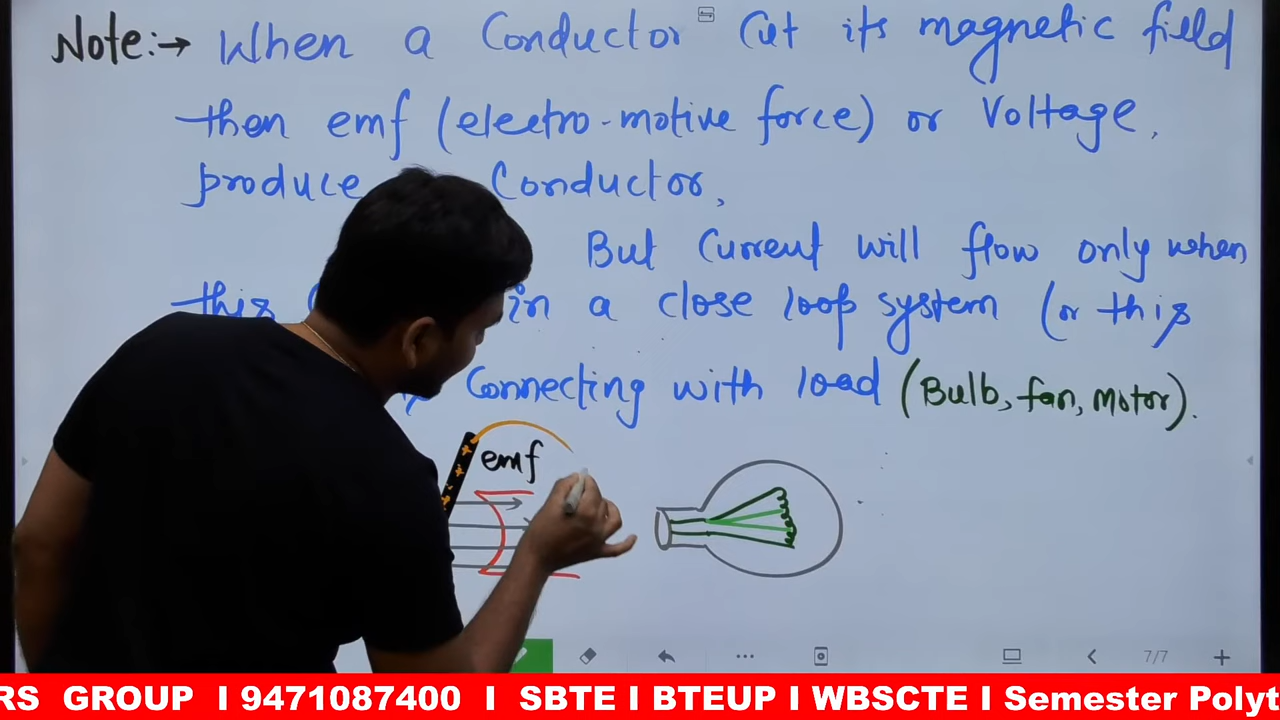 Note:→ When a Conductor Cut its magnetic field
then emf (electro-motive force) or Voltage,
produce Conductor,
But Current will flow only when
this in a close loop system (or this
Connecting with load (Bulb, fan, Motor).
emf
7/7
RS GROUP I 9471087400 I SBTE I BTEUP I WBSCTE I Semester Polyt